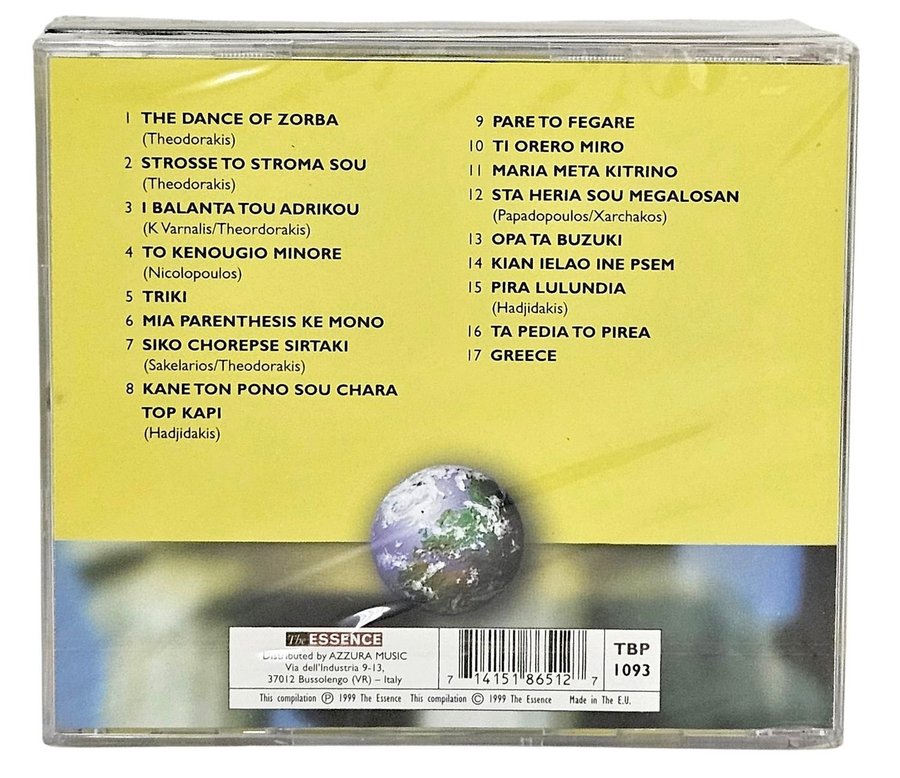 1 THE DANCE OF ZORBA
(Theodorakis)
2 STROSSE TO STROMA SOU
(Theodorakis)
3 I BALANTA TOU ADRIKOU
(K Varnalis/Theordorakis)
4 TO KENOUGIO MINORE
(Nicolopoulos)
5 TRIKI
6 MIA PARENTHESIS KE MONO
7 SIKO CHOREPSE SIRTAKI
(Sakelarios/Theodorakis)
8 KANE TON PONO SOU CHARA
TOP KAPI
(Hadjidakis)
9 PARE TO FEGARE
10 TI ORERO MIRO
11 MARIA META KITRINO
12 STA HERIA SOU MEGALOSAN
(Papadopoulos/Xarchakos)
13 OPA TA BUZUKI
14 KIAN IELAO INE PSEM
15 PIRA LULUNDIA
(Hadjidakis)
16 TA PEDIA TO PIREA
17 GREECE
The ESSENCE
Distributed by AZZURA MUSIC
Via dell'Industria 9-13,
37012 Bussolengo (VR) – Italy
7 14151 86512 7
TBP
1093
This compilation Ⓟ 1999 The Essence This compilation © 1999 The Essence Made in The E.U.